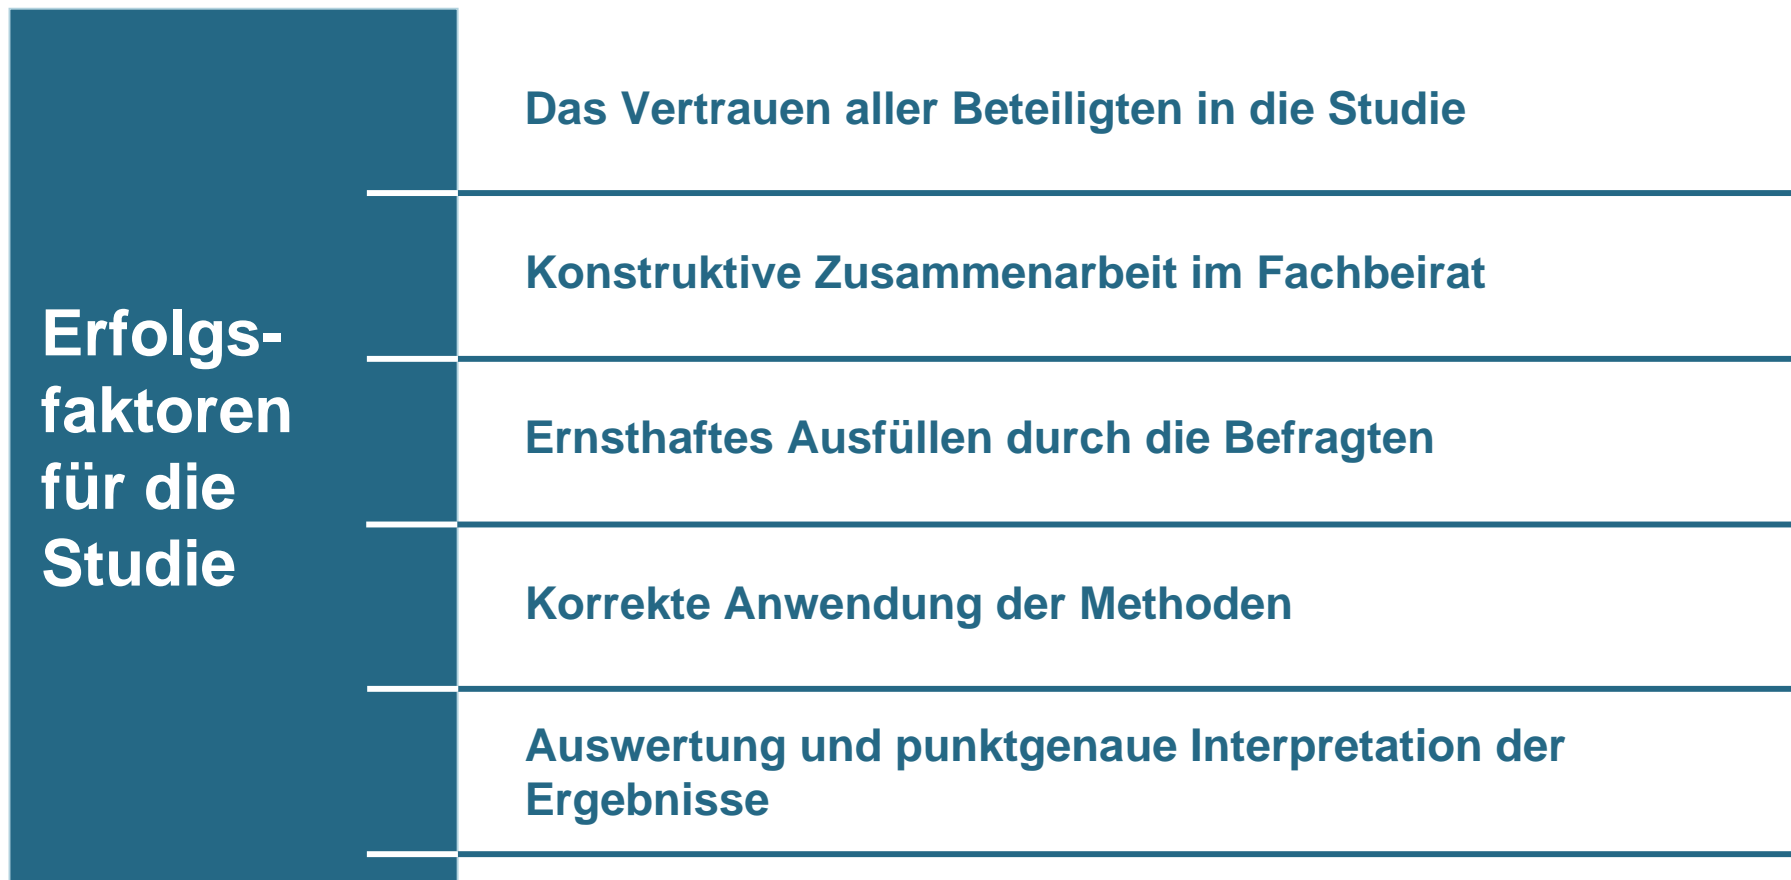 Erfolgs-
faktoren
für die
Studie
Das Vertrauen aller Beteiligten in die Studie
Konstruktive Zusammenarbeit im Fachbeirat
Ernsthaftes Ausfüllen durch die Befragten
Korrekte Anwendung der Methoden
Auswertung und punktgenaue Interpretation der
Ergebnisse